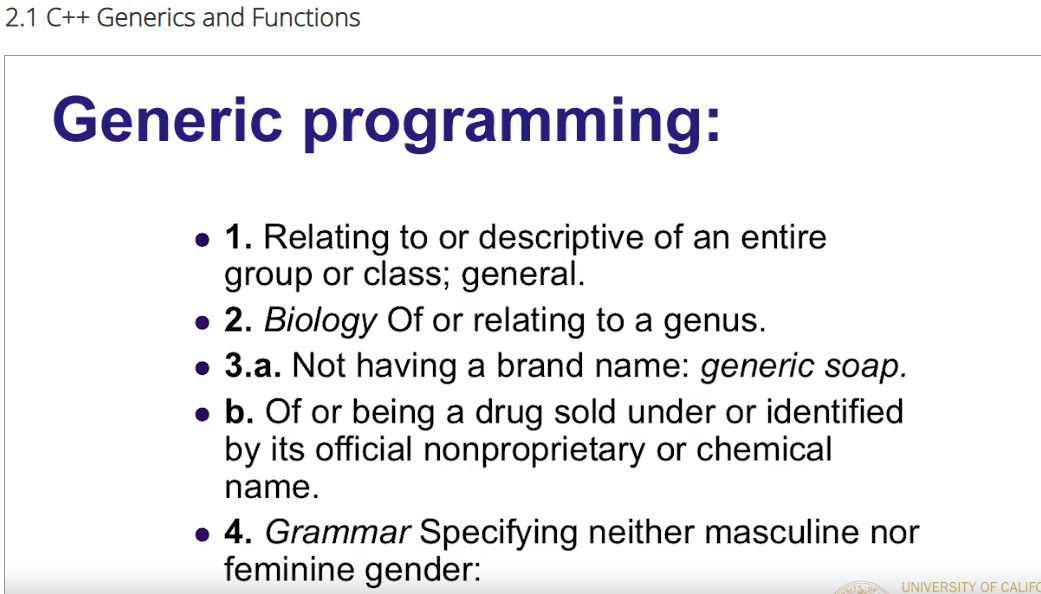 2.1 C++ Generics and Functions
Generic programming:
• 1. Relating to or descriptive of an entire
group or class; general.
• 2. Biology Of or relating to a genus.
• 3.a. Not having a brand name: generic soap.
• b. Of or being a drug sold under or identified
by its official nonproprietary or chemical
name.
• 4. Grammar Specifying neither masculine nor
feminine gender:
UNIVERSITY OF